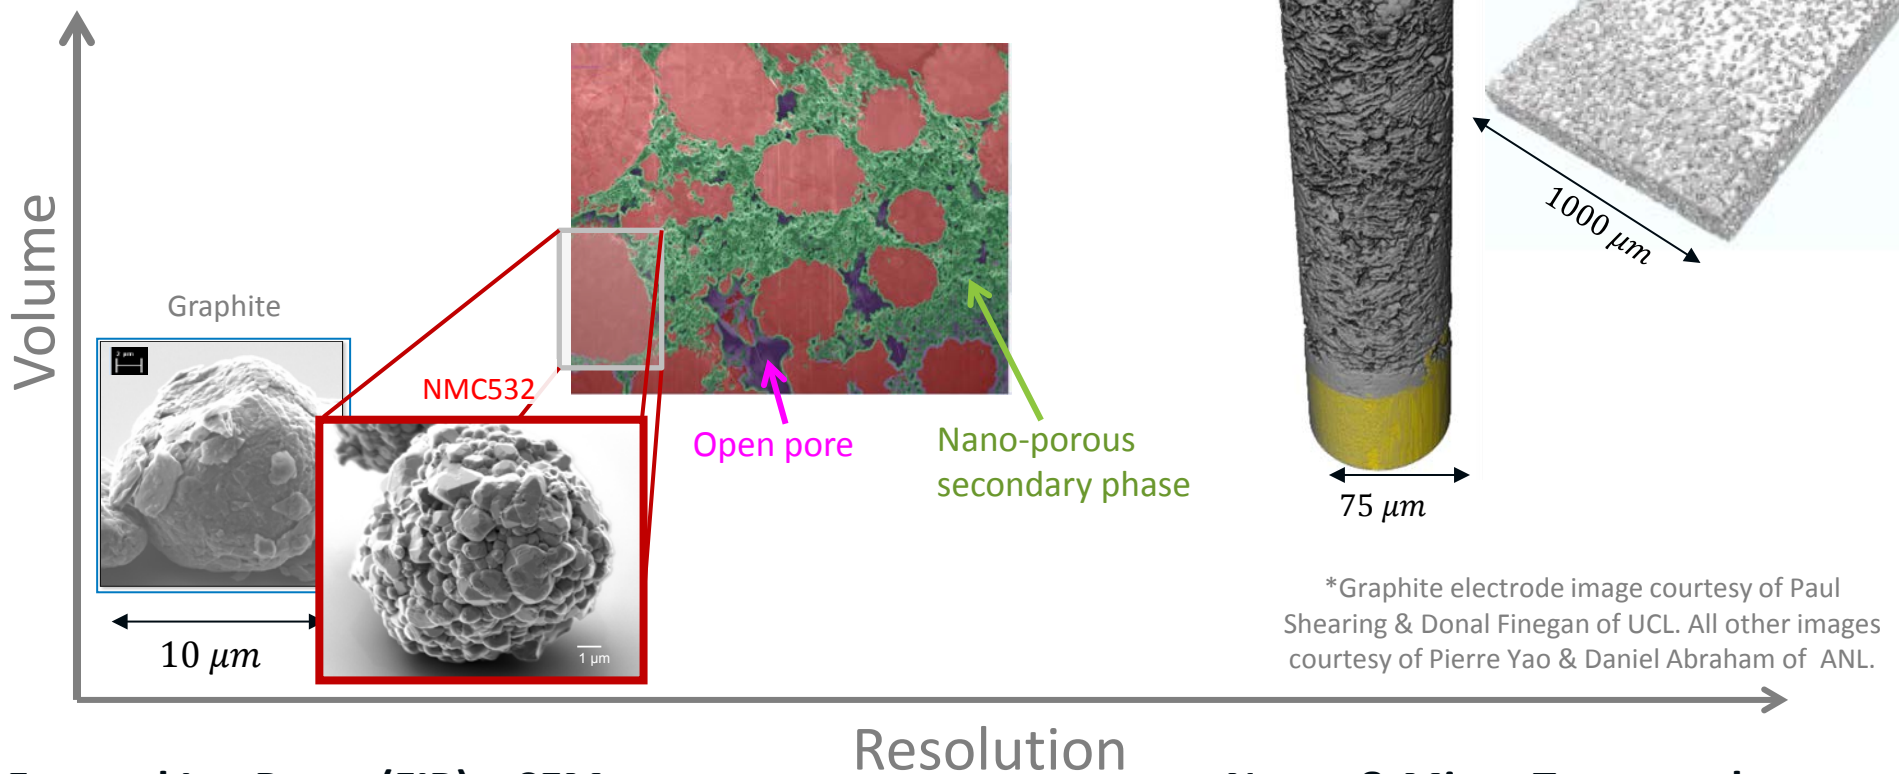 Volume
Graphite
2 µm
10 µm
NMC532
1 µm
Open pore
Nano-porous
secondary phase
75 µm
1000 µm
*Graphite electrode image courtesy of Paul
Shearing & Donal Finegan of UCL. All other images
courtesy of Pierre Yao & Daniel Abraham of ANL.
Resolution